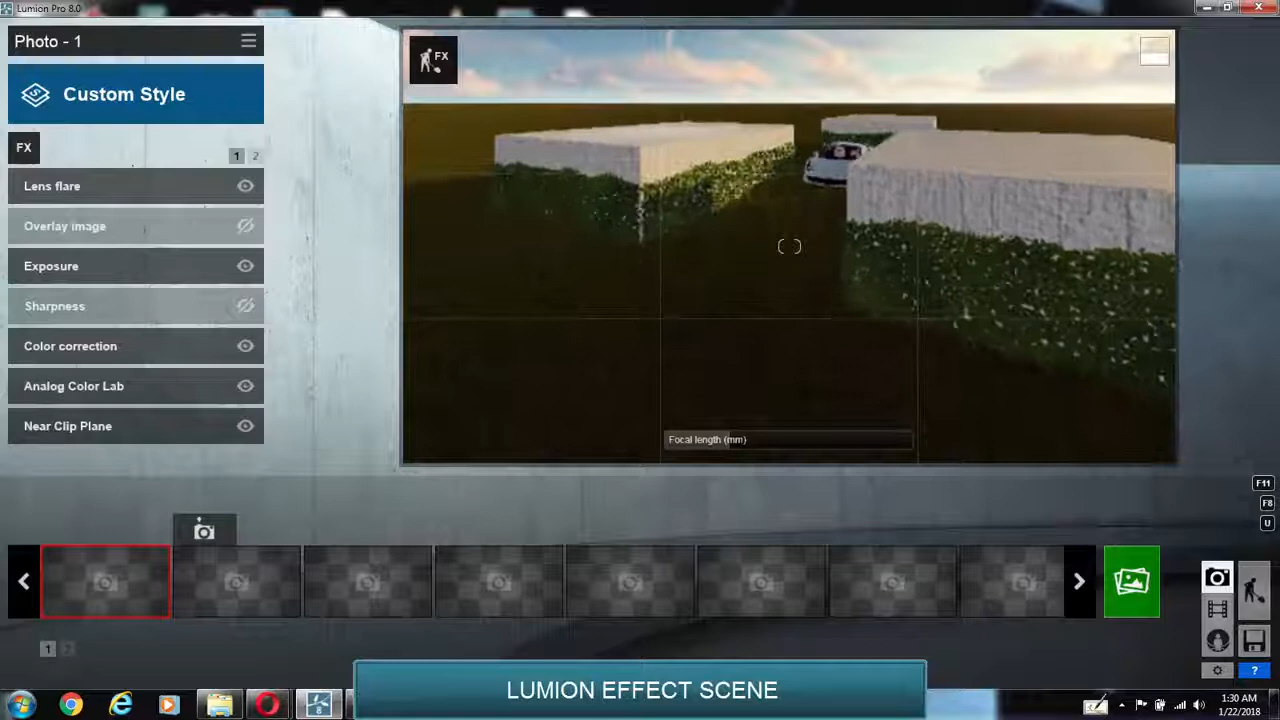 Lumion Pro 8.0
Photo - 1
Custom Style
FX
1 2
Lens flare
Overlay image
Exposure
Sharpness
Color correction
Analog Color Lab
Near Clip Plane
FX
Focal length (mm)
F11
F8
U
1 2
?
8
LUMION EFFECT SCENE
1:30 AM
1/22/2018